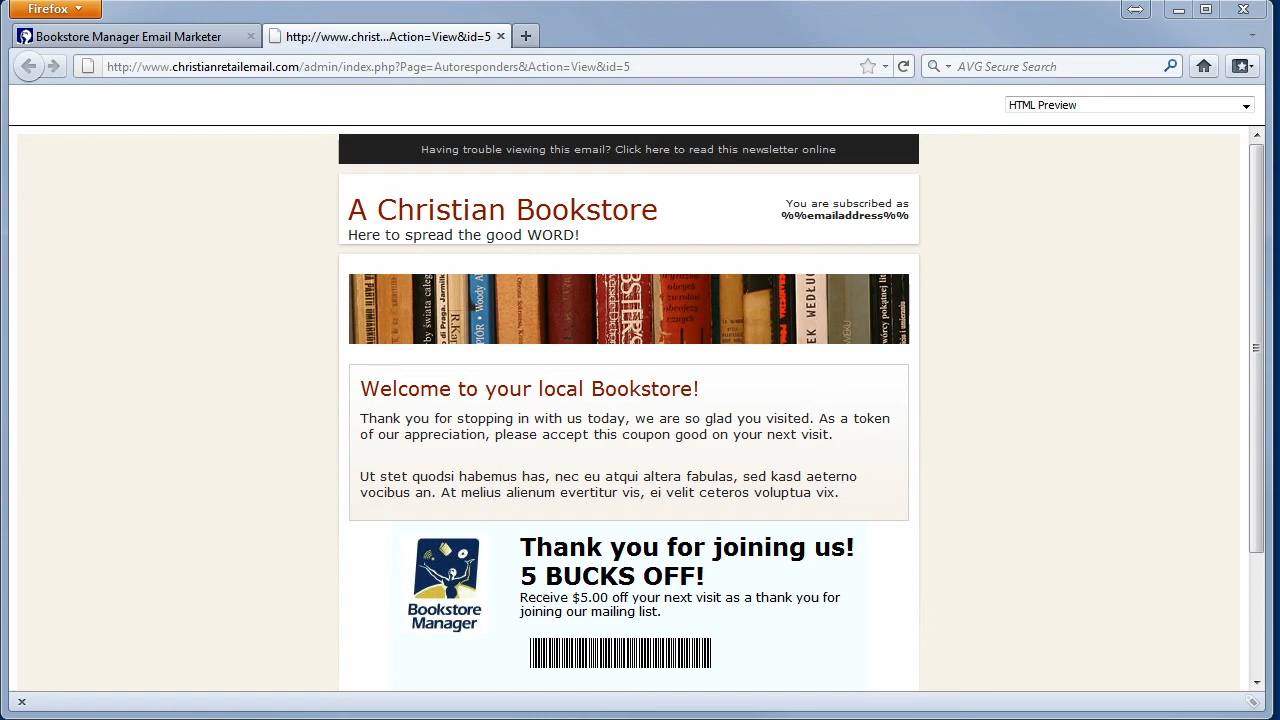 Firefox
Bookstore Manager Email Marketer
http://www.christ...Action=View&id=5
http://www.christianretailemail.com/admin/index.php?Page=Autoresponders&Action=View&id=5
AVG Secure Search
HTML Preview
Having trouble viewing this email? Click here to read this newsletter online
A Christian Bookstore
Here to spread the good WORD!
You are subscribed as
%%emailaddress%%
Welcome to your local Bookstore!
Thank you for stopping in with us today, we are so glad you visited. As a token
of our appreciation, please accept this coupon good on your next visit.
Ut stet quodsi habemus has, nec eu atqui altera fabulas, sed kasd aeterno
vocibus an. At melius alienum evertitur vis, ei velit ceteros voluptua vix.
Bookstore
Manager
Thank you for joining us!
5 BUCKS OFF!
Receive $5.00 off your next visit as a thank you for
joining our mailing list.